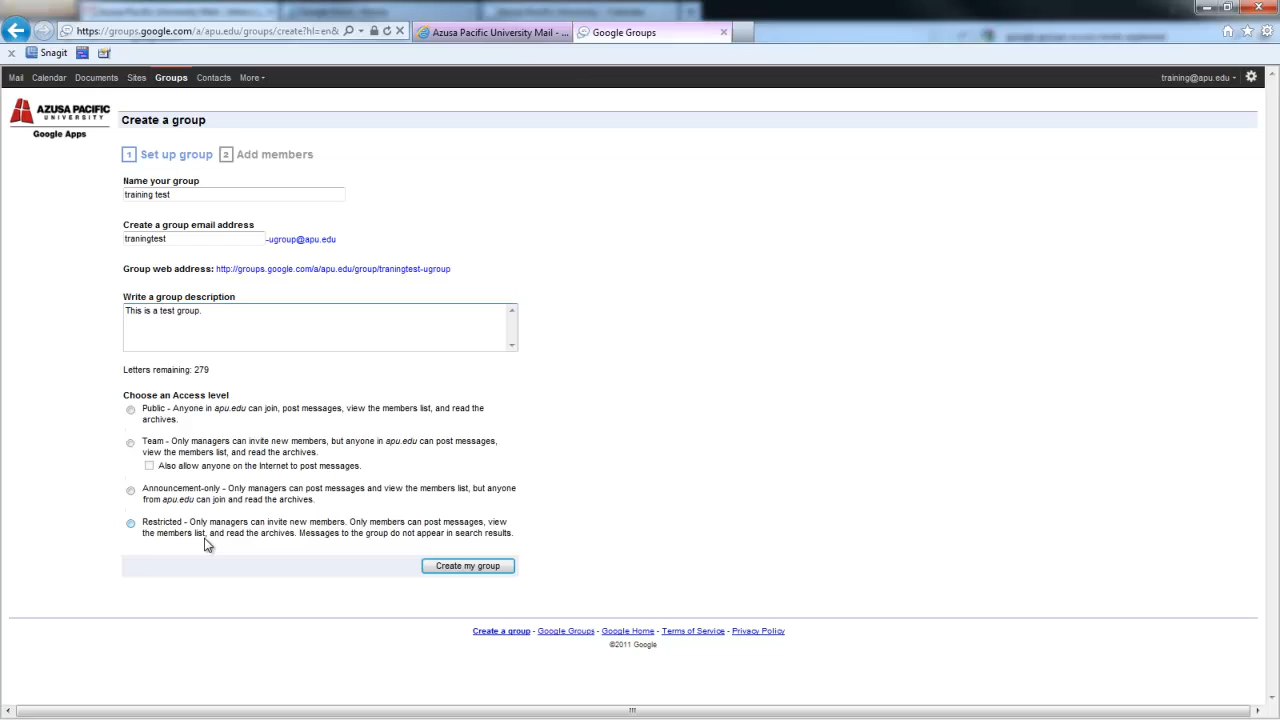 https://groups.google.com/a/apu.edu/groups/create?hl=en&
Azusa Pacific University Mail - ...
Google Groups
Snagit
Mail Calendar Documents Sites Groups Contacts More
training@apu.edu
AZUSA PACIFIC
UNIVERSITY
Google Apps
Create a group
1 Set up group 2 Add members
Name your group
training test
Create a group email address
traningtest -ugroup@apu.edu
Group web address: http://groups.google.com/a/apu.edu/group/traningtest-ugroup
Write a group description
This is a test group.
Letters remaining: 279
Choose an Access level
Public - Anyone in apu.edu can join, post messages, view the members list, and read the
archives.
Team - Only managers can invite new members, but anyone in apu.edu can post messages,
view the members list, and read the archives.
Also allow anyone on the Internet to post messages.
Announcement-only - Only managers can post messages and view the members list, but anyone
from apu.edu can join and read the archives.
Restricted - Only managers can invite new members. Only members can post messages, view
the members list, and read the archives. Messages to the group do not appear in search results.
Create my group
Create a group - Google Groups - Google Home - Terms of Service - Privacy Policy
©2011 Google